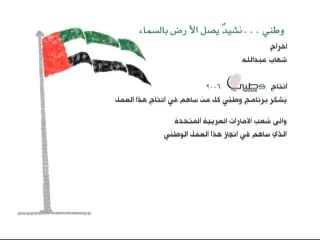 وطني . . . نشيدٌ يصل الأرض بالسماء
اخراج
شهاب عبدالله
انتاج وطني ٢٠٠٦
يشكر برنامج وطني كل من ساهم في انتاج هذا العمل
والى شعب الامارات العربية المتحدة
الذي ساهم في انجاز هذا العمل الوطني